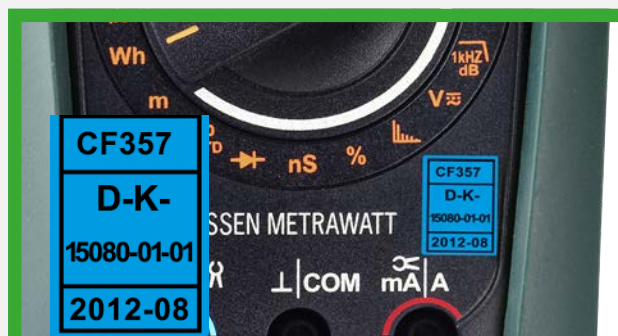 Wh
m
nS
%
1kHZ
dB
V
CF357
D-K-
15080-01-01
2012-08
CF357
D-K-
15080-01-01
2012-08
SSEN METRAWATT
⊥|COM
mA|A